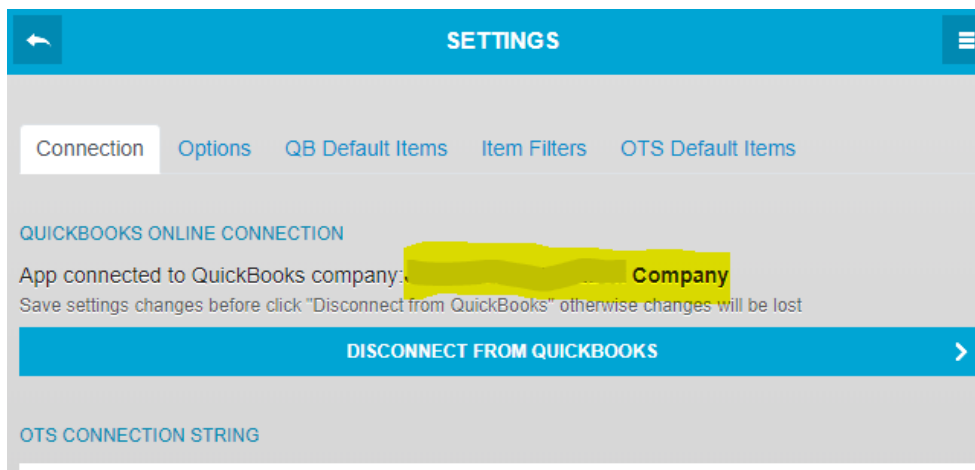 SETTINGS
Connection Options QB Default Items Item Filters OTS Default Items
QUICKBOOKS ONLINE CONNECTION
App connected to QuickBooks company: Company
Save settings changes before click "Disconnect from QuickBooks" otherwise changes will be lost
DISCONNECT FROM QUICKBOOKS
OTS CONNECTION STRING